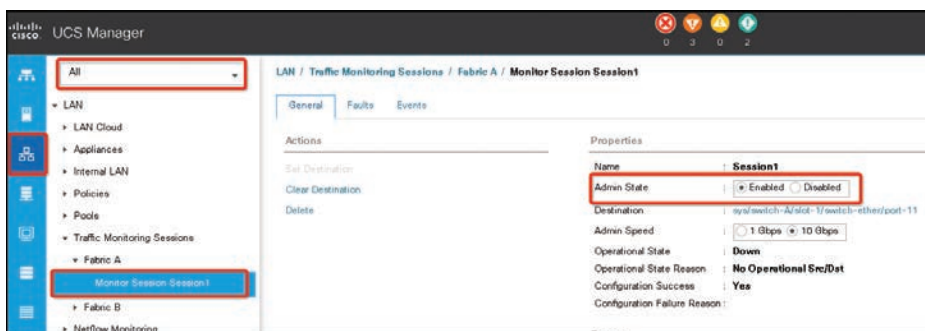 cisco UCS Manager
0 3 0 2
All
LAN / Traffic Monitoring Sessions / Fabric A / Monitor Session Session1
LAN
LAN Cloud
Appliances
Internal LAN
Policies
Pools
Traffic Monitoring Sessions
Fabric A
Monitor Session Session1
Fabric B
Netflow Monitoring
General Faults Events
Actions
Set Destination
Clear Destination
Delete
Properties
Name : Session1
Admin State : Enabled Disabled
Destination : sys/switch-A/slot-1/switch-ether/port-11
Admin Speed : 1 Gbps 10 Gbps
Operational State : Down
Operational State Reason : No Operational Src/Dst
Configuration Success : Yes
Configuration Failure Reason :